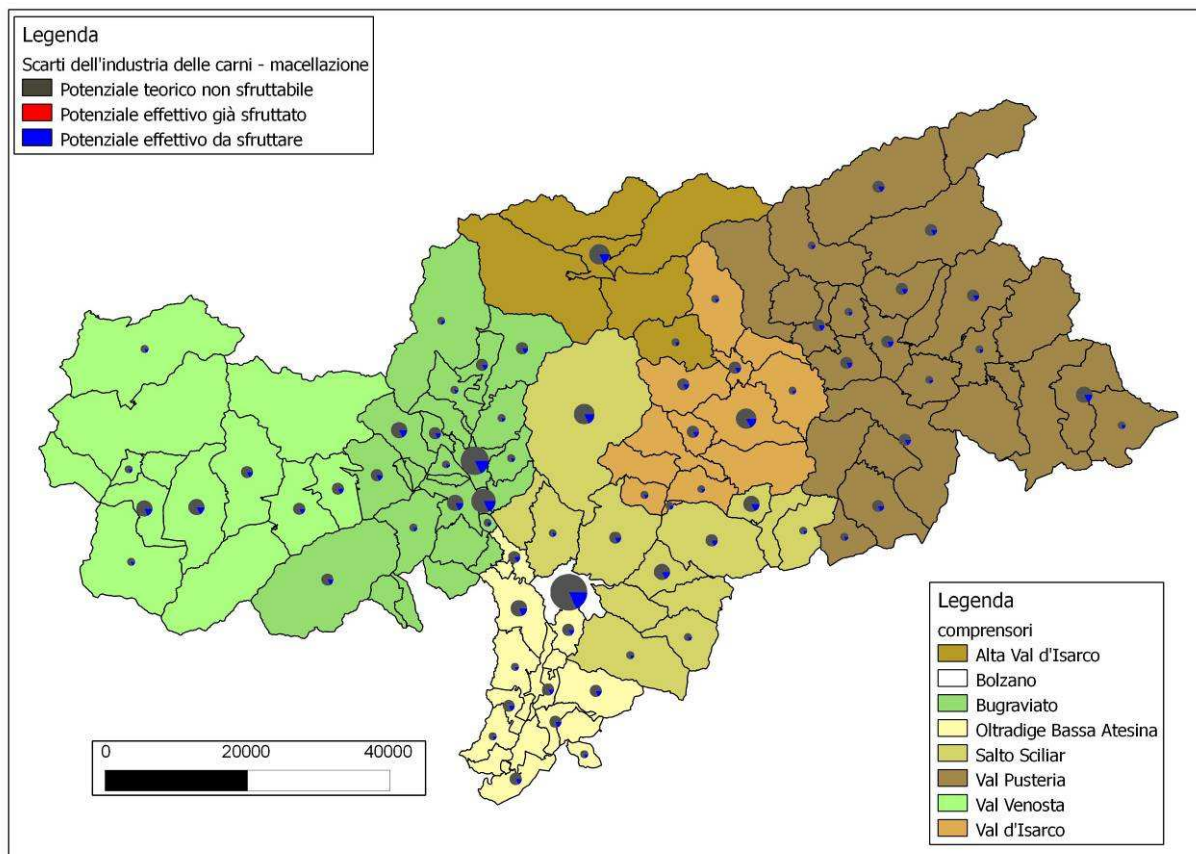 Legenda
Scarti dell'industria delle carni - macellazione
Potenziale teorico non sfruttabile
Potenziale effettivo già sfruttato
Potenziale effettivo da sfruttare
0 20000 40000
Legenda
comprensori
Alta Val d'Isarco
Bolzano
Bugraviato
Oltradige Bassa Atesina
Salto Sciliar
Val Pusteria
Val Venosta
Val d'Isarco